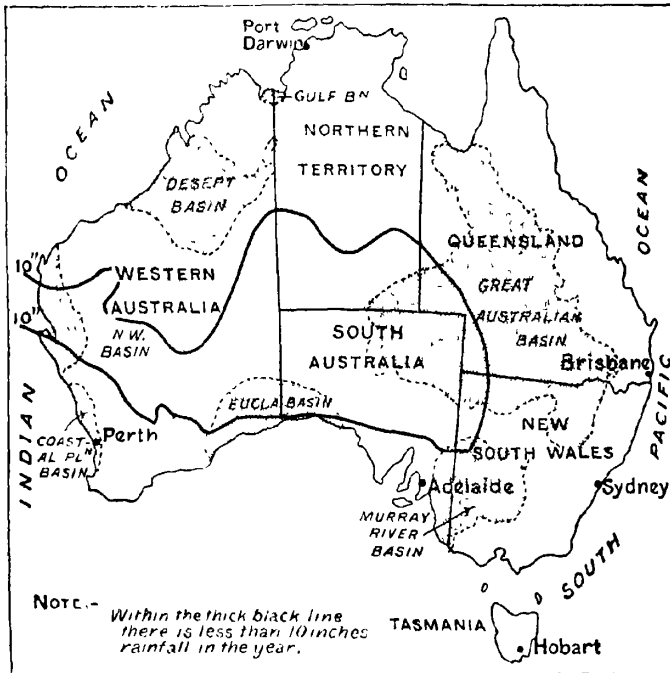 Port
Darwin
GULF BN
OCEAN
NORTHERN
TERRITORY
DESERT
BASIN
OCEAN
QUEENSLAND
GREAT
AUSTRALIAN
BASIN
10"
WESTERN
AUSTRALIA
10"
N.W.
BASIN
SOUTH
AUSTRALIA
Brisbane
PACIFIC
INDIAN
EUCLA BASIN
NEW
SOUTH WALES
COAST-
AL PLN
BASIN
Perth
Adelaide
Sydney
MURRAY
RIVER
BASIN
SOUTH
NOTE.-
Within the thick black line
there is less than 10 inches
rainfall in the year.
TASMANIA
Hobart